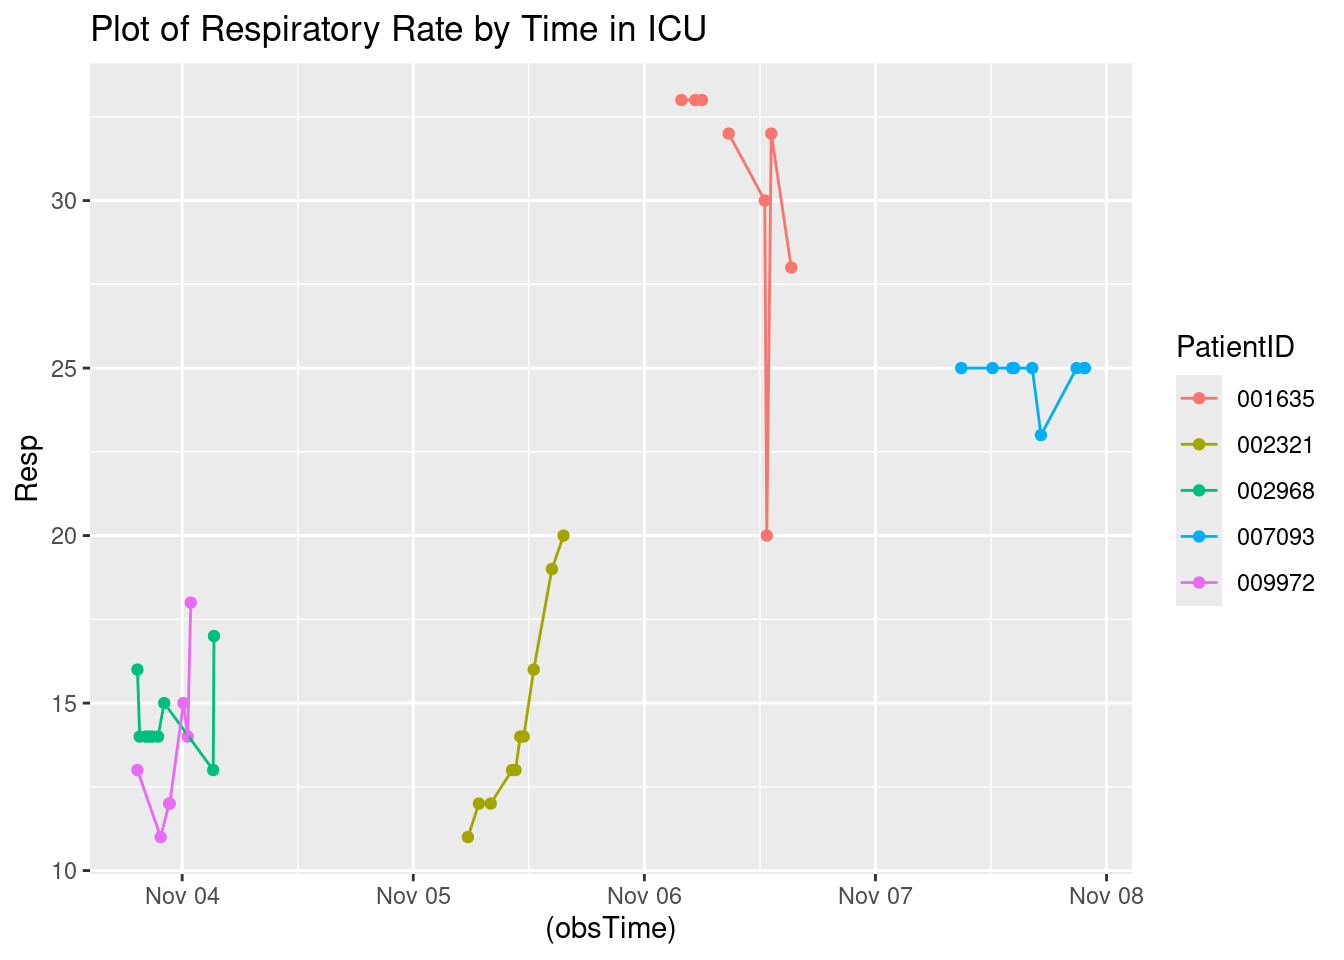 Plot of Respiratory Rate by Time in ICU
Resp
30
25
20
15
10
Nov 04 Nov 05 Nov 06 Nov 07 Nov 08
(obsTime)
PatientID
001635
002321
002968
007093
009972